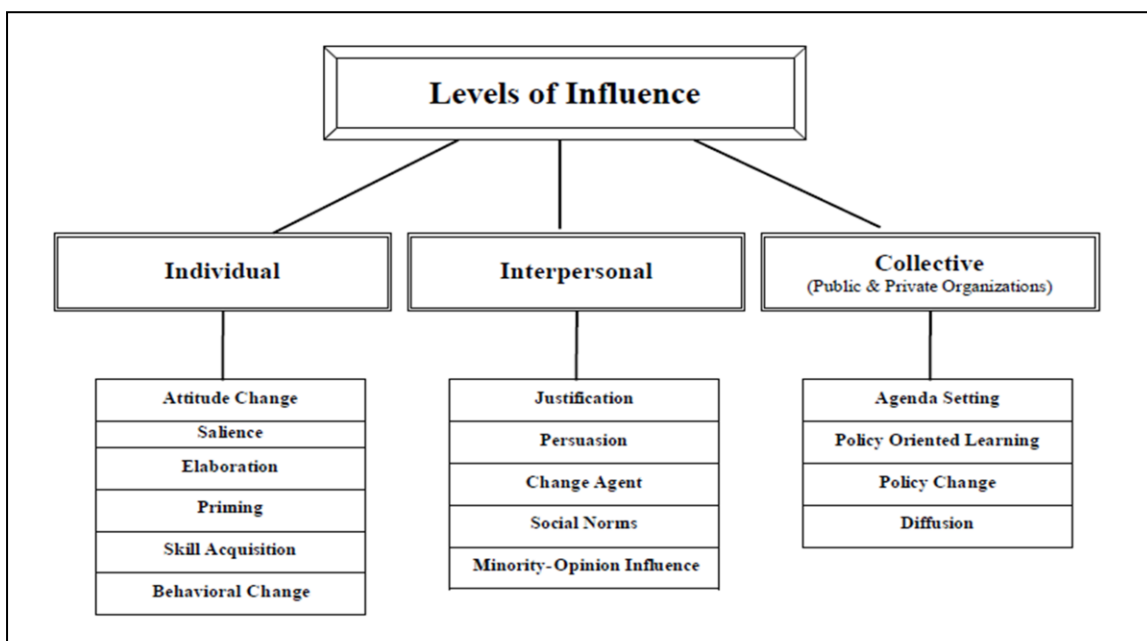 Levels of Influence
Individual
Interpersonal
Collective
(Public & Private Organizations)
Attitude Change
Salience
Elaboration
Priming
Skill Acquisition
Behavioral Change
Justification
Persuasion
Change Agent
Social Norms
Minority-Opinion Influence
Agenda Setting
Policy Oriented Learning
Policy Change
Diffusion